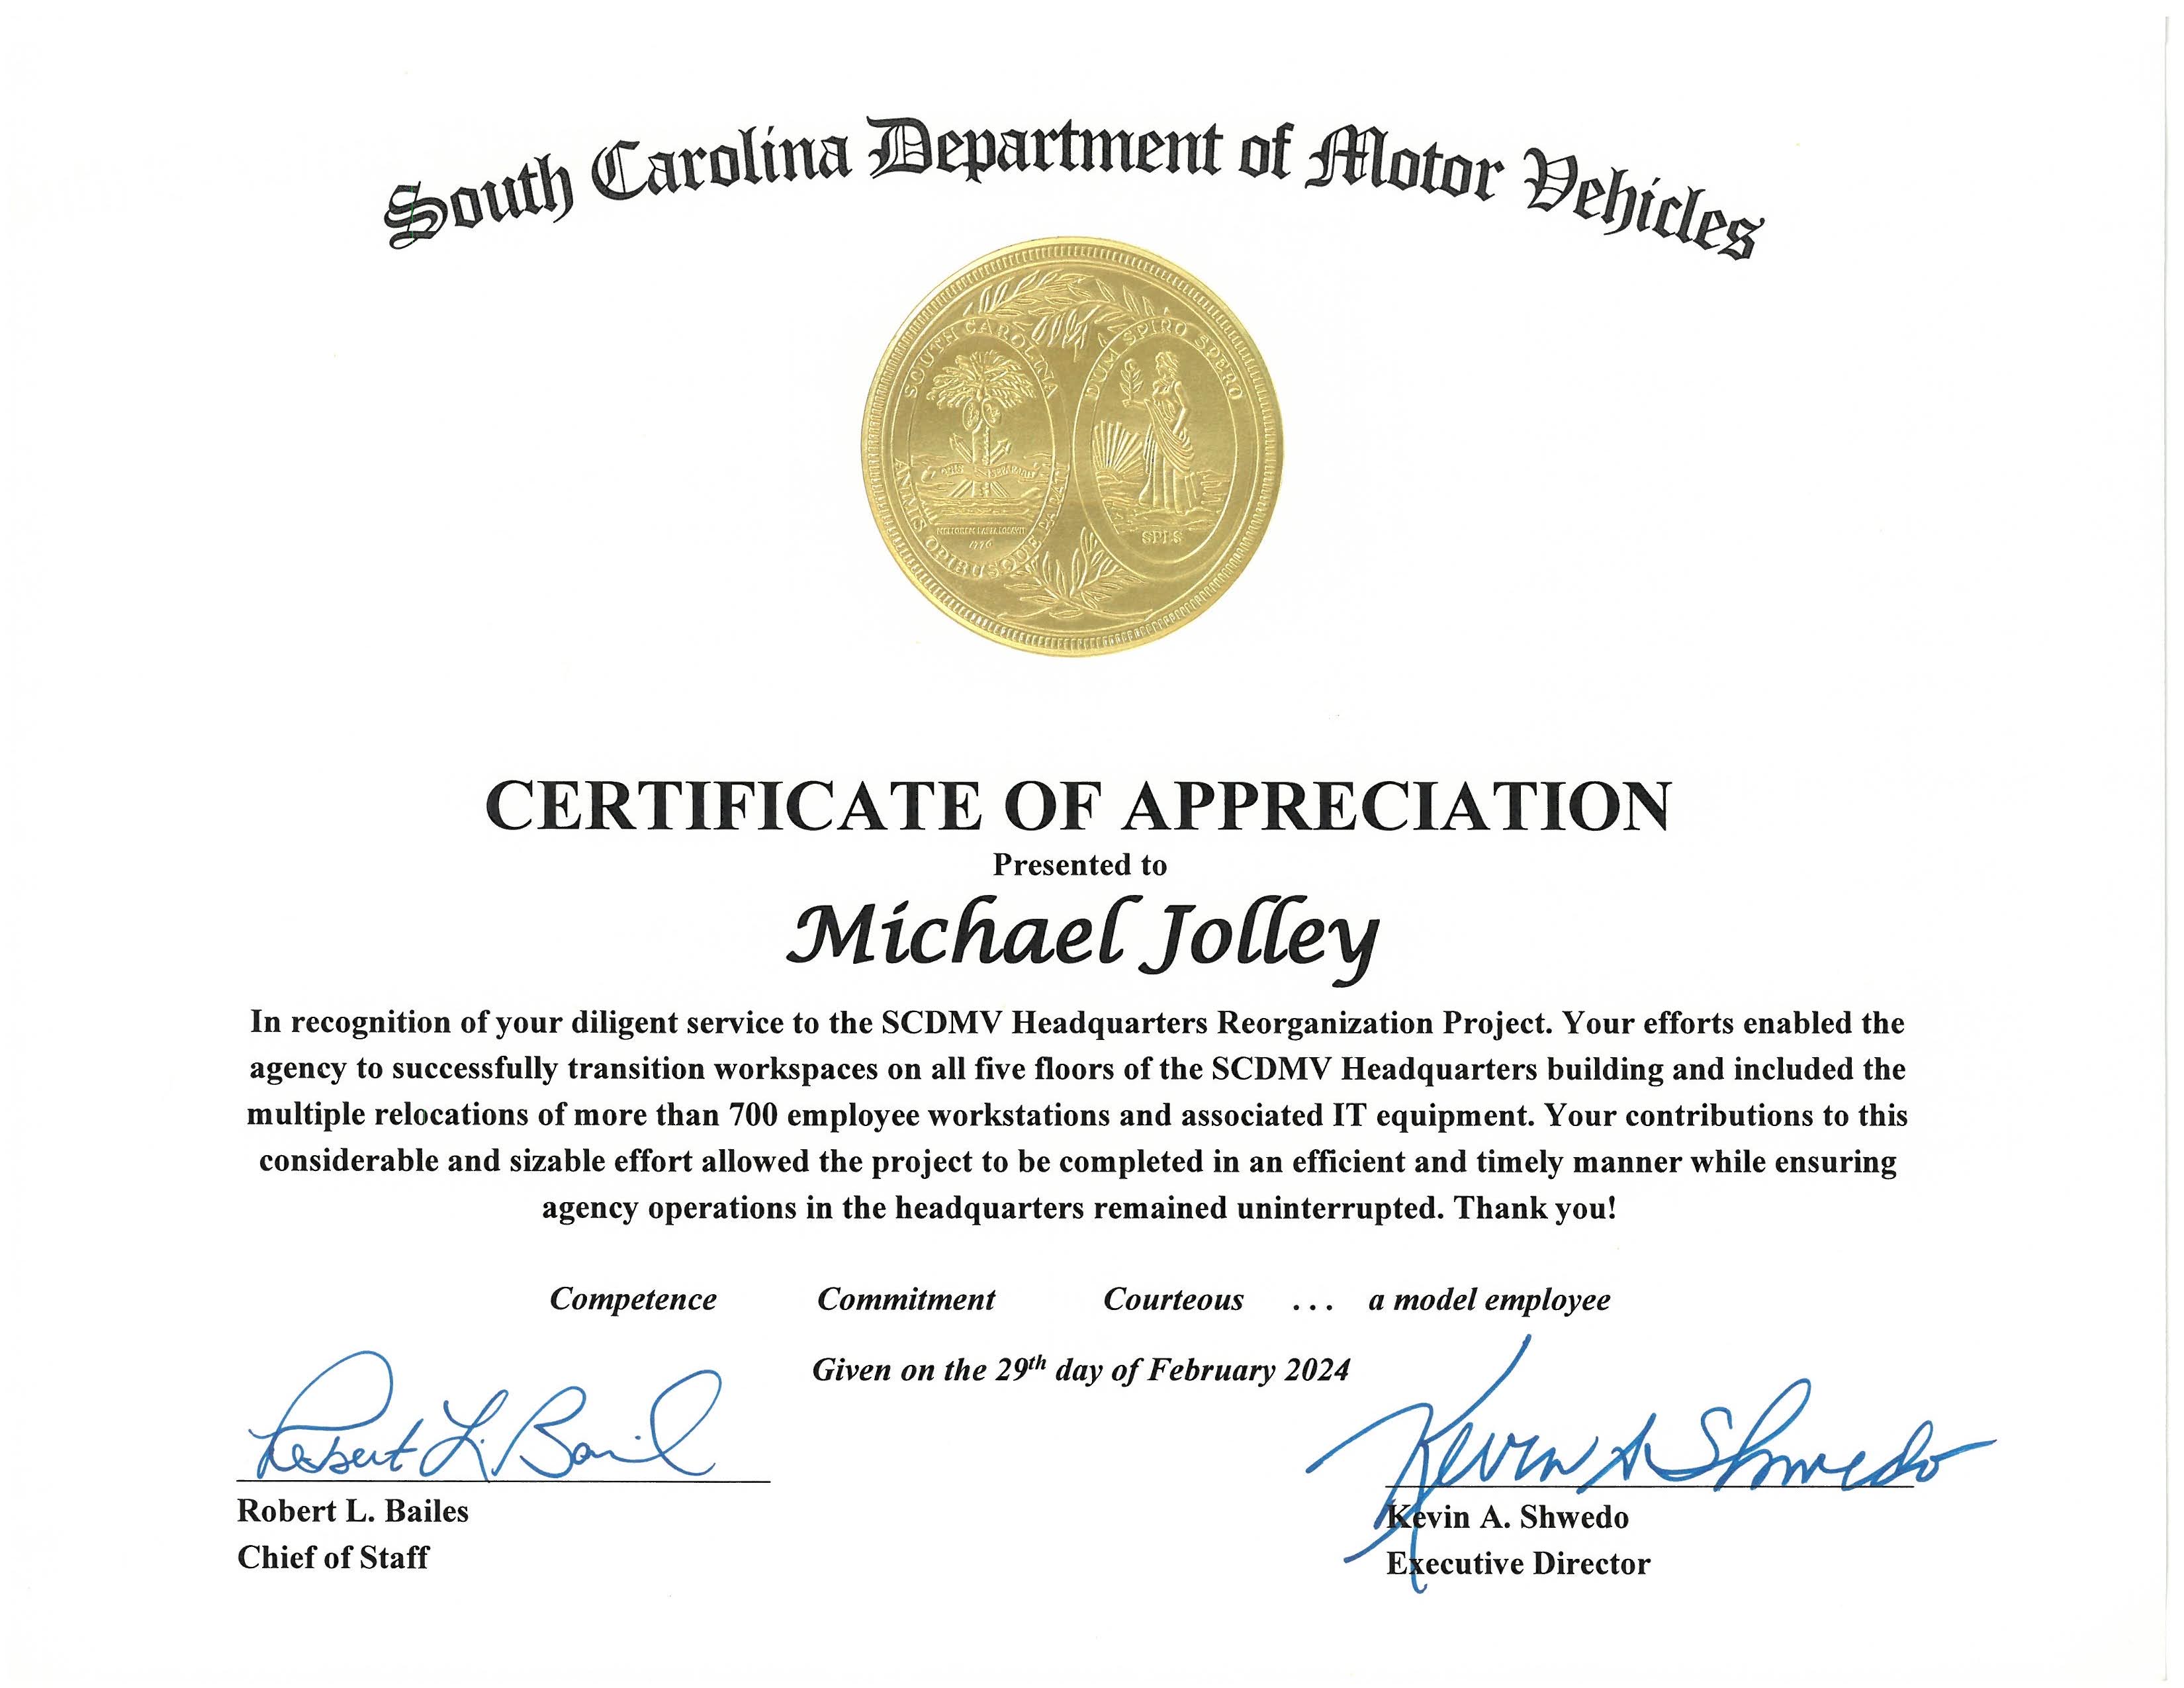 South Carolina Department of Motor Vehicles
SOUTH CAROLINA
DUM SPIRO SPERO
ANIMIS OPIBUSQUE PARATI
1776
SPES
CERTIFICATE OF APPRECIATION
Presented to
Michael Jolley
In recognition of your diligent service to the SCDMV Headquarters Reorganization Project. Your efforts enabled the
agency to successfully transition workspaces on all five floors of the SCDMV Headquarters building and included the
multiple relocations of more than 700 employee workstations and associated IT equipment. Your contributions to this
considerable and sizable effort allowed the project to be completed in an efficient and timely manner while ensuring
agency operations in the headquarters remained uninterrupted. Thank you!
Competence Commitment Courteous ... a model employee
Given on the 29th day of February 2024
Robert L. Bailes
Kevin A Shwedo
Robert L. Bailes
Kevin A. Shwedo
Chief of Staff
Executive Director